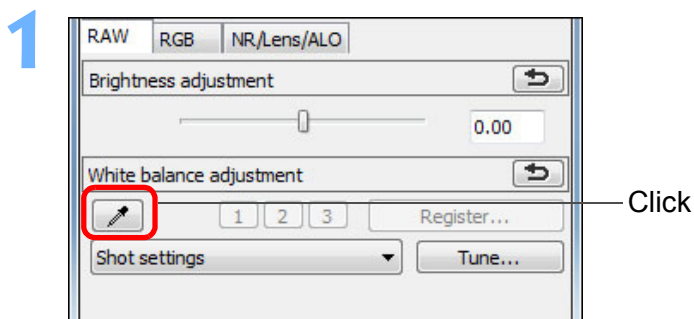 1
RAW RGB NR/Lens/ALO
Brightness adjustment
0.00
White balance adjustment
Click
1 2 3 Register...
Shot settings Tune...